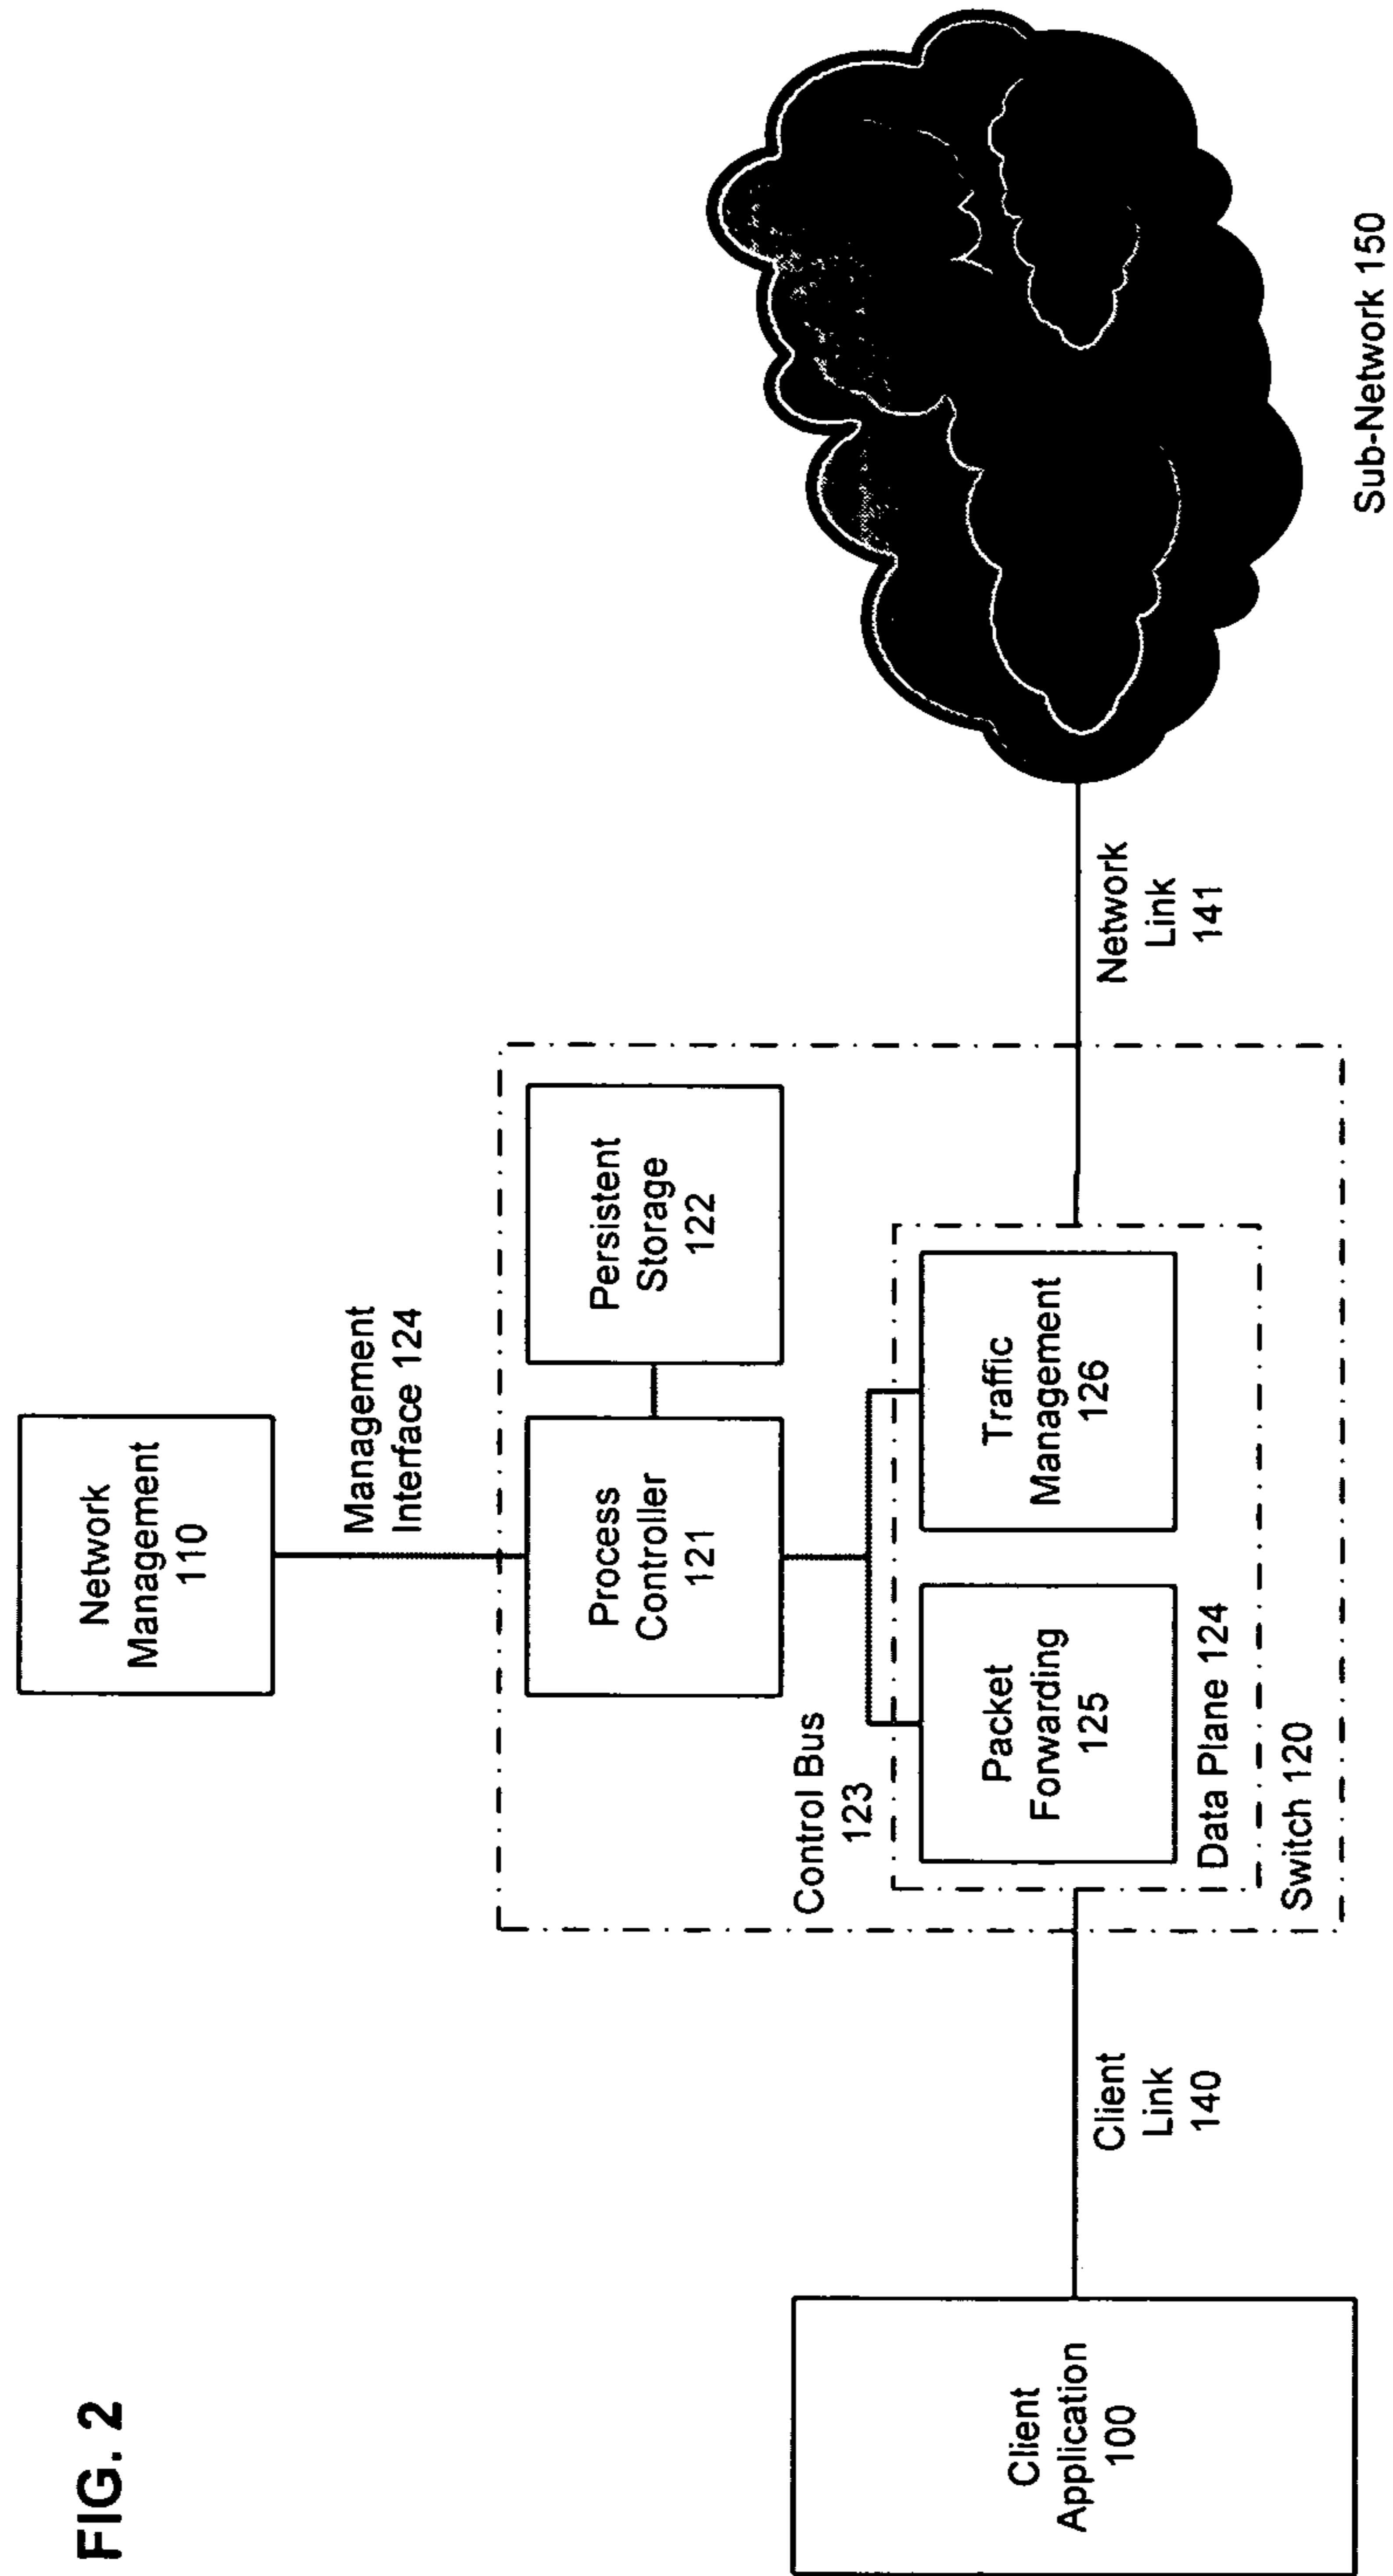 FIG. 2
Network
Management
110
Management
Interface 124
Process
Controller
121
Persistent
Storage
122
Control Bus
123
Packet
Forwarding
125
Traffic
Management
126
Data Plane 124
Switch 120
Client
Application
100
Client
Link
140
Network
Link
141
Sub-Network 150